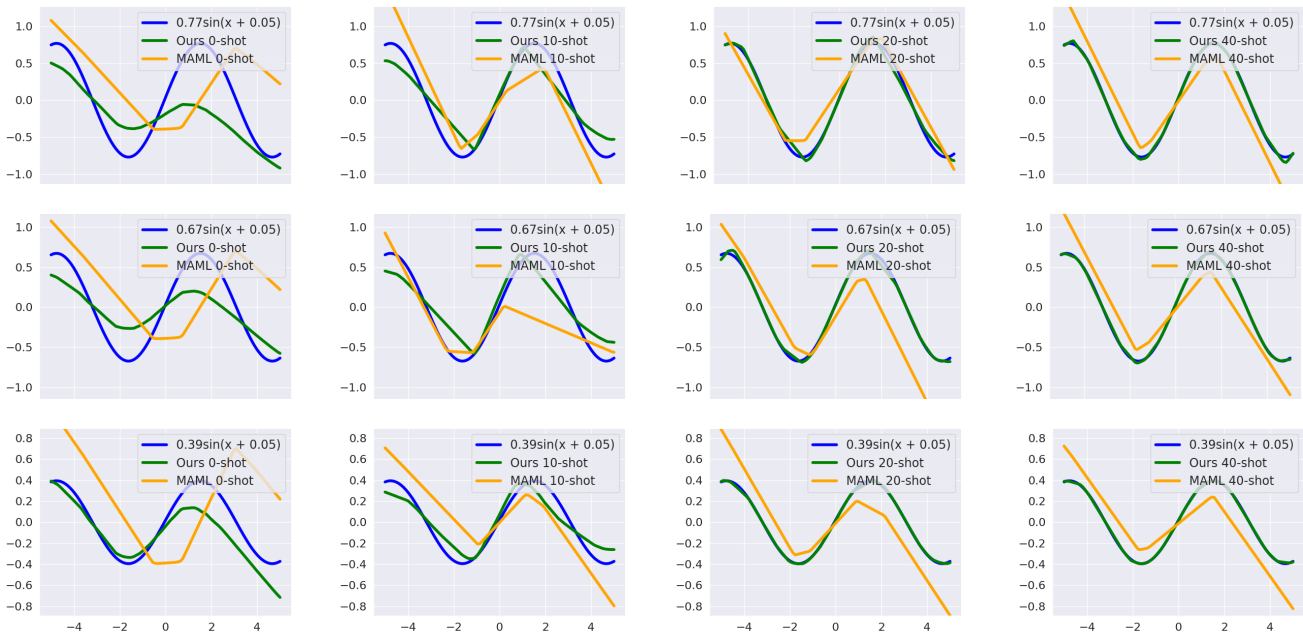 1.0
0.5
0.0
−0.5
−1.0
0.77sin(x + 0.05)
Ours 0-shot
MAML 0-shot
1.0
0.5
0.0
−0.5
−1.0
0.77sin(x + 0.05)
Ours 10-shot
MAML 10-shot
1.0
0.5
0.0
−0.5
−1.0
0.77sin(x + 0.05)
Ours 20-shot
MAML 20-shot
1.0
0.5
0.0
−0.5
−1.0
0.77sin(x + 0.05)
Ours 40-shot
MAML 40-shot
1.0
0.5
0.0
−0.5
−1.0
0.67sin(x + 0.05)
Ours 0-shot
MAML 0-shot
1.0
0.5
0.0
−0.5
−1.0
0.67sin(x + 0.05)
Ours 10-shot
MAML 10-shot
1.0
0.5
0.0
−0.5
−1.0
0.67sin(x + 0.05)
Ours 20-shot
MAML 20-shot
1.0
0.5
0.0
−0.5
−1.0
0.67sin(x + 0.05)
Ours 40-shot
MAML 40-shot
0.8
0.6
0.4
0.2
0.0
−0.2
−0.4
−0.6
−0.8
0.39sin(x + 0.05)
Ours 0-shot
MAML 0-shot
−4 −2 0 2 4
0.8
0.6
0.4
0.2
0.0
−0.2
−0.4
−0.6
−0.8
0.39sin(x + 0.05)
Ours 10-shot
MAML 10-shot
−4 −2 0 2 4
0.8
0.6
0.4
0.2
0.0
−0.2
−0.4
−0.6
−0.8
0.39sin(x + 0.05)
Ours 20-shot
MAML 20-shot
−4 −2 0 2 4
0.8
0.6
0.4
0.2
0.0
−0.2
−0.4
−0.6
−0.8
0.39sin(x + 0.05)
Ours 40-shot
MAML 40-shot
−4 −2 0 2 4